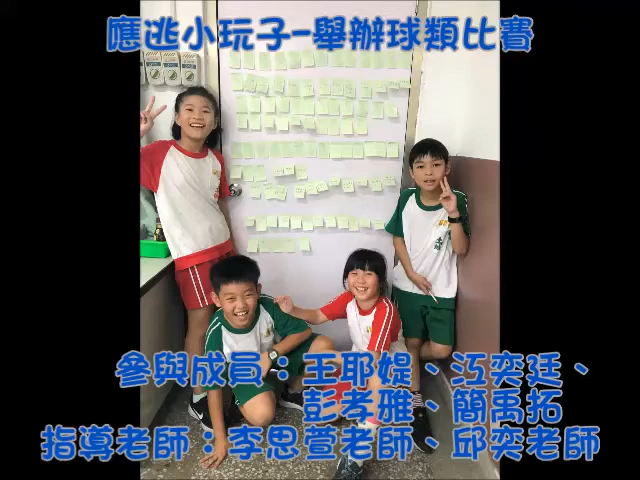 應逃小玩子-舉辦球類比賽
參與成員：王耶媞、江奕廷、
彭孝雅、簡禹拓
指導老師：李思萱老師、邱奕老師